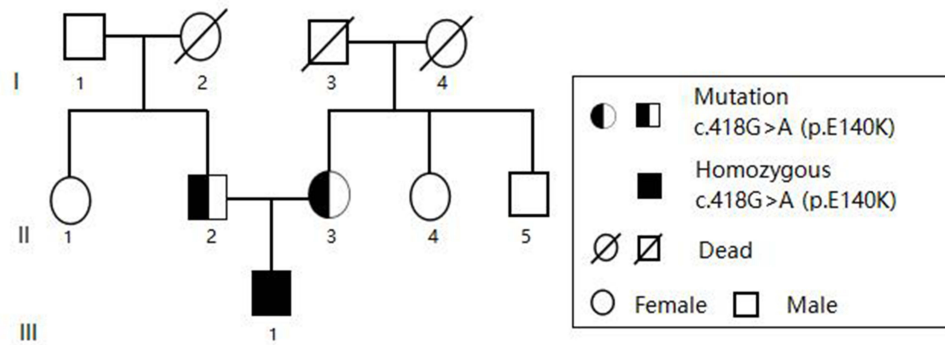 I
1
2
3
4
II
1
2
3
4
5
III
1
Mutation
c.418G>A (p.E140K)
Homozygous
c.418G>A (p.E140K)
Dead
Female
Male